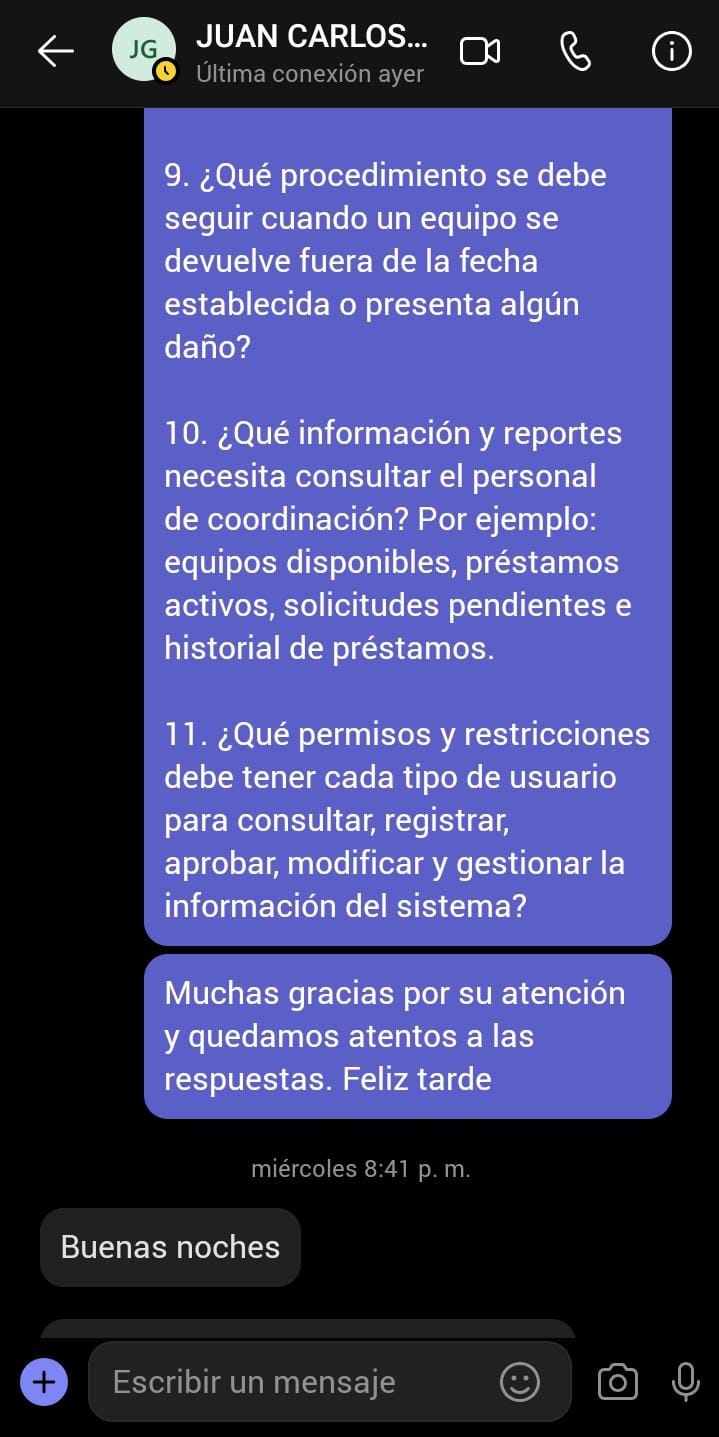 JG
JUAN CARLOS...
Última conexión ayer
9. ¿Qué procedimiento se debe
seguir cuando un equipo se
devuelve fuera de la fecha
establecida o presenta algún
daño?
10. ¿Qué información y reportes
necesita consultar el personal
de coordinación? Por ejemplo:
equipos disponibles, préstamos
activos, solicitudes pendientes e
historial de préstamos.
11. ¿Qué permisos y restricciones
debe tener cada tipo de usuario
para consultar, registrar,
aprobar, modificar y gestionar la
información del sistema?
Muchas gracias por su atención
y quedamos atentos a las
respuestas. Feliz tarde
miércoles 8:41 p. m.
Buenas noches
Escribir un mensaje